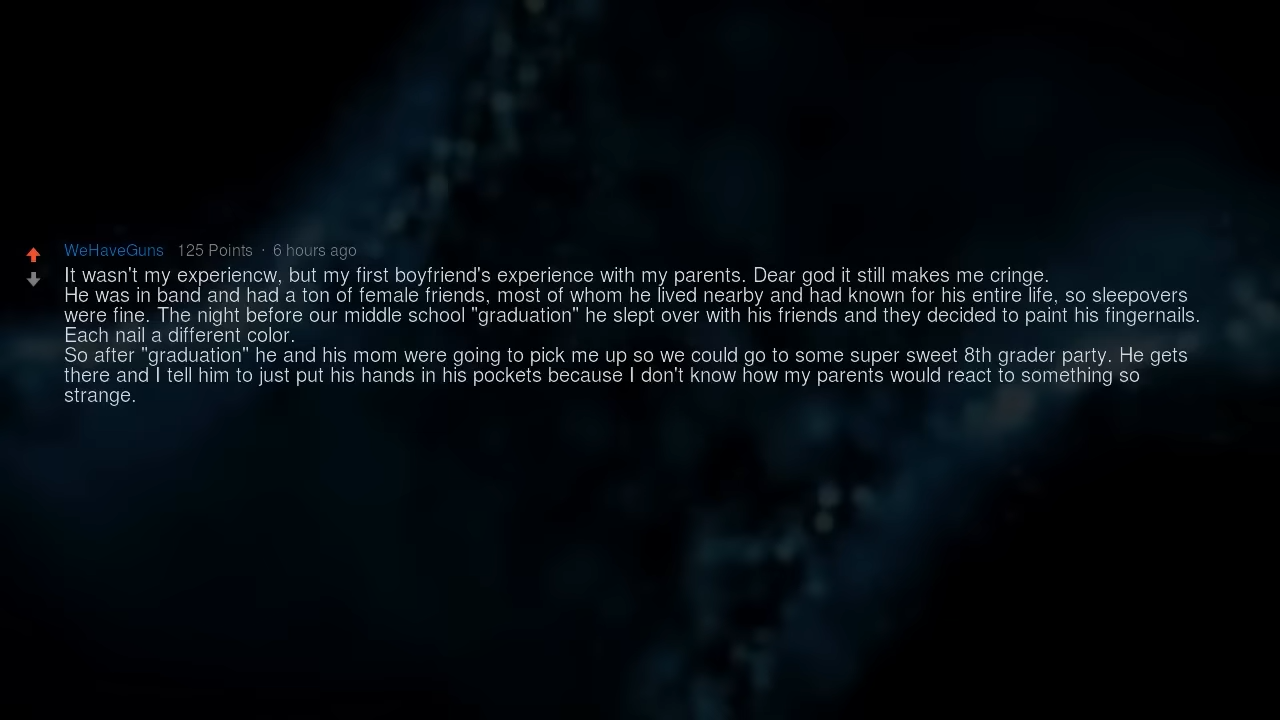 WeHaveGuns 125 Points · 6 hours ago
It wasn't my experiencw, but my first boyfriend's experience with my parents. Dear god it still makes me cringe.
He was in band and had a ton of female friends, most of whom he lived nearby and had known for his entire life, so sleepovers
were fine. The night before our middle school "graduation" he slept over with his friends and they decided to paint his fingernails.
Each nail a different color.
So after "graduation" he and his mom were going to pick me up so we could go to some super sweet 8th grader party. He gets
there and I tell him to just put his hands in his pockets because I don't know how my parents would react to something so
strange.